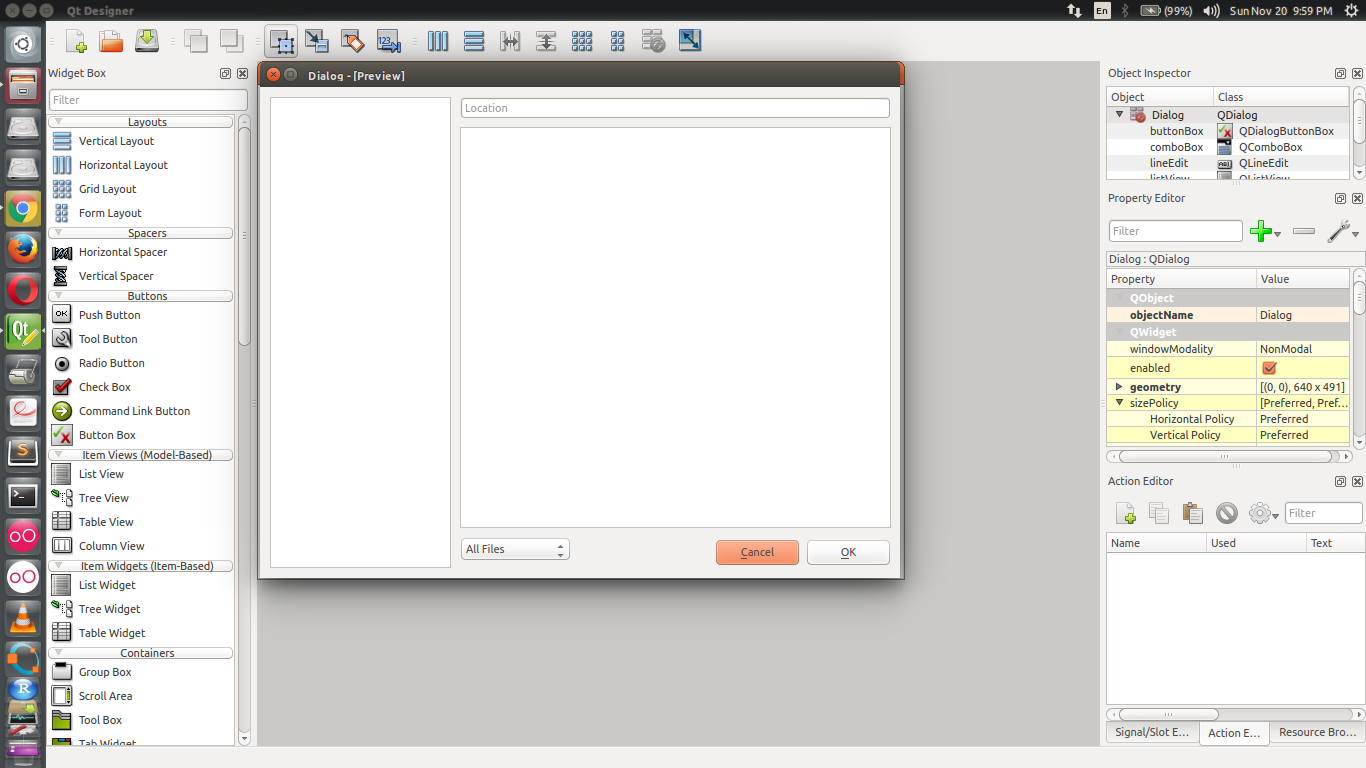 Qt Designer
En
(99%)
Sun Nov 20 9:59 PM
123
Widget Box
Filter
Layouts
Vertical Layout
Horizontal Layout
Grid Layout
Form Layout
Spacers
Horizontal Spacer
Vertical Spacer
Buttons
OK
Push Button
Tool Button
Radio Button
Check Box
Command Link Button
Button Box
Item Views (Model-Based)
List View
Tree View
Table View
Column View
Item Widgets (Item-Based)
List Widget
Tree Widget
Table Widget
Containers
Group Box
Scroll Area
Tool Box
Tab Widget
Dialog - [Preview]
Location
All Files
Cancel
OK
Object Inspector
Object Class
Dialog QDialog
buttonBox QDialogButtonBox
comboBox QComboBox
lineEdit QLineEdit
listView QListView
Property Editor
Filter
Dialog : QDialog
Property Value
QObject
objectName Dialog
QWidget
windowModality NonModal
enabled
geometry [(0, 0), 640 x 491]
sizePolicy [Preferred, Pref...
Horizontal Policy Preferred
Vertical Policy Preferred
Action Editor
Filter
Name Used Text
Signal/Slot E... Action E... Resource Bro...
Qt
S
R